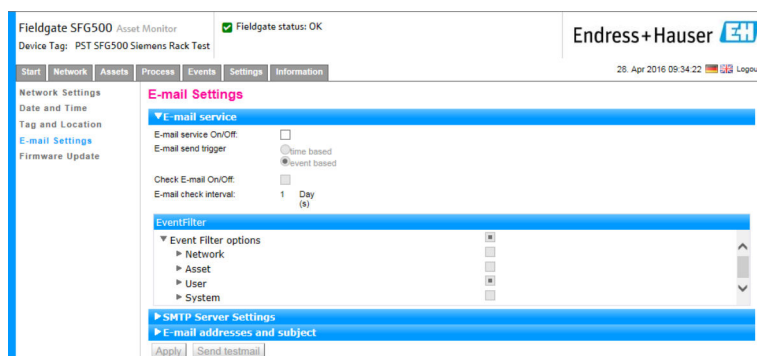 Fieldgate SFG500 Asset Monitor
Device Tag: PST SFG500 Siemens Rack Test
Fieldgate status: OK
Endress+Hauser EH
Start Network Assets Process Events Settings Information
28. Apr 2016 09:34:22 Logou
Network Settings
Date and Time
Tag and Location
E-mail Settings
Firmware Update
E-mail Settings
E-mail service
E-mail service On/Off:
E-mail send trigger
time based
event based
Check E-mail On/Off:
E-mail check interval: 1 Day
(s)
EventFilter
Event Filter options
Network
Asset
User
System
SMTP Server Settings
E-mail addresses and subject
Apply Send testmail